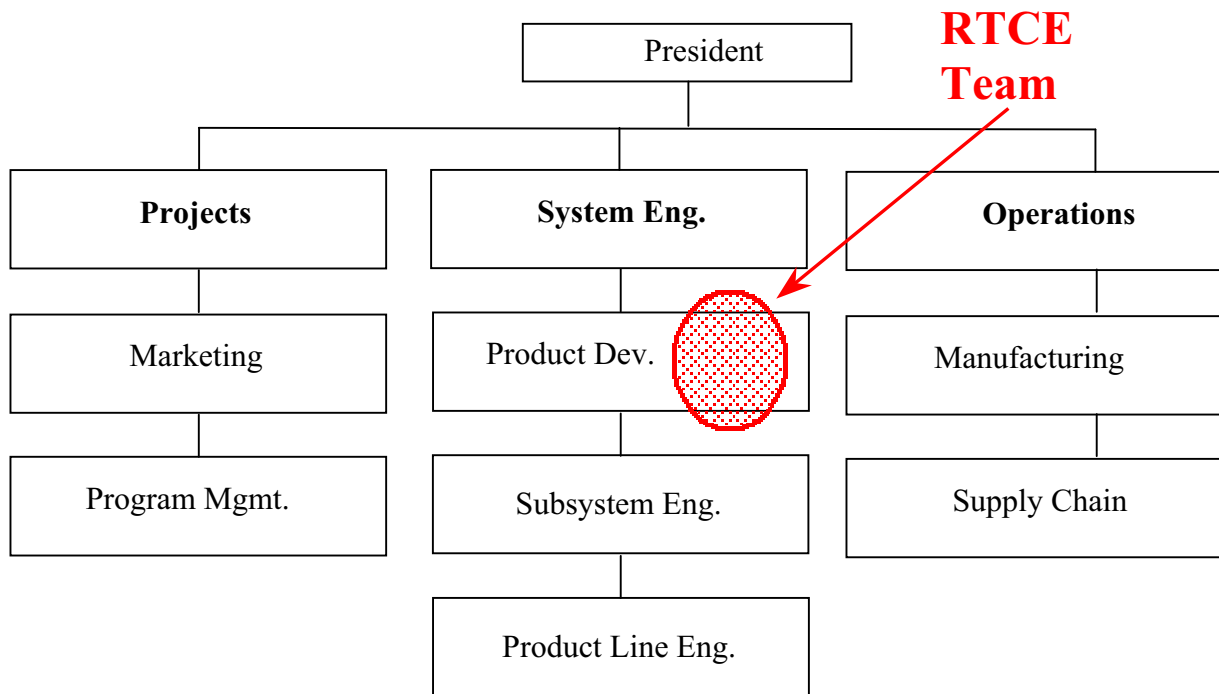 President
RTCE
Team
Projects
System Eng.
Operations
Marketing
Product Dev.
Manufacturing
Program Mgmt.
Subsystem Eng.
Supply Chain
Product Line Eng.